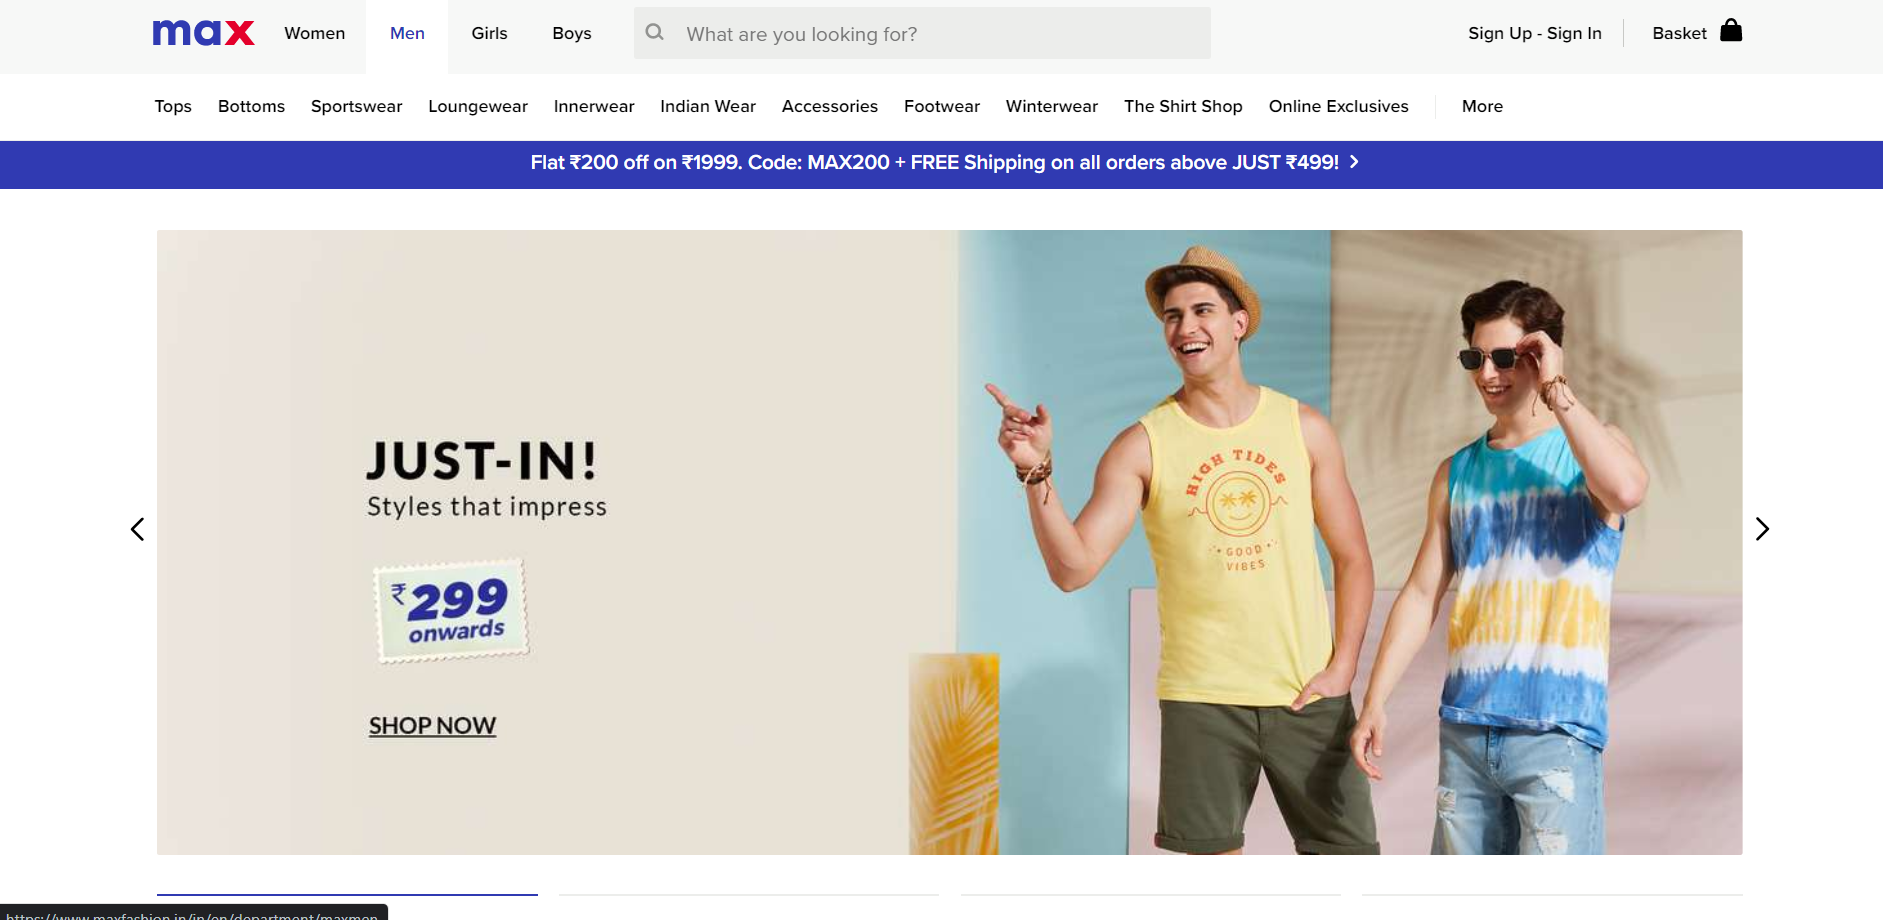 max Women Men Girls Boys What are you looking for? Sign Up - Sign In Basket
Tops Bottoms Sportswear Loungewear Innerwear Indian Wear Accessories Footwear Winterwear The Shirt Shop Online Exclusives More
Flat ₹200 off on ₹1999. Code: MAX200 + FREE Shipping on all orders above JUST ₹499!
JUST-IN!
Styles that impress
₹299
onwards
SHOP NOW
HIGH TIDES
GOOD
VIBES
https://www.maxfashion.in/in/en/department/maxmen